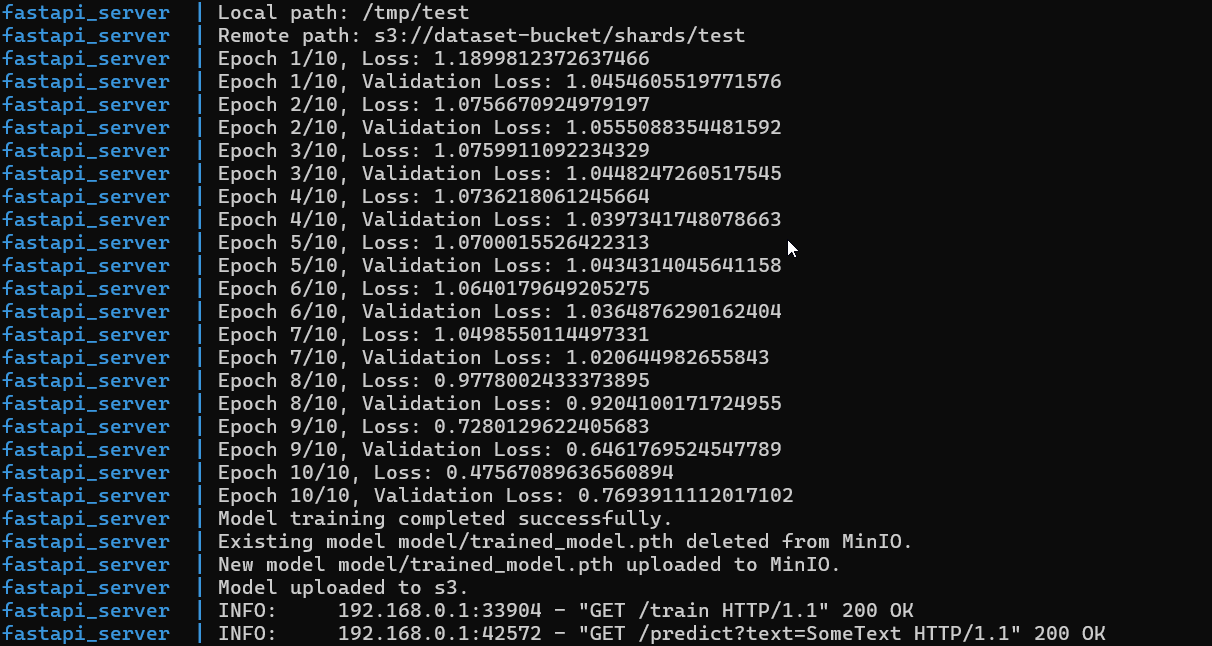 fastapi_server | Local path: /tmp/test
fastapi_server | Remote path: s3://dataset-bucket/shards/test
fastapi_server | Epoch 1/10, Loss: 1.1899812372637466
fastapi_server | Epoch 1/10, Validation Loss: 1.0454605519771576
fastapi_server | Epoch 2/10, Loss: 1.0756670924979197
fastapi_server | Epoch 2/10, Validation Loss: 1.0555088354481592
fastapi_server | Epoch 3/10, Loss: 1.0759911092234329
fastapi_server | Epoch 3/10, Validation Loss: 1.0448247260517545
fastapi_server | Epoch 4/10, Loss: 1.0736218061245664
fastapi_server | Epoch 4/10, Validation Loss: 1.0397341748078663
fastapi_server | Epoch 5/10, Loss: 1.0700015526422313
fastapi_server | Epoch 5/10, Validation Loss: 1.0434314045641158
fastapi_server | Epoch 6/10, Loss: 1.0640179649205275
fastapi_server | Epoch 6/10, Validation Loss: 1.0364876290162404
fastapi_server | Epoch 7/10, Loss: 1.0498550114497331
fastapi_server | Epoch 7/10, Validation Loss: 1.020644982655843
fastapi_server | Epoch 8/10, Loss: 0.9778002433373895
fastapi_server | Epoch 8/10, Validation Loss: 0.9204100171724955
fastapi_server | Epoch 9/10, Loss: 0.7280129622405683
fastapi_server | Epoch 9/10, Validation Loss: 0.6461769524547789
fastapi_server | Epoch 10/10, Loss: 0.47567089636560894
fastapi_server | Epoch 10/10, Validation Loss: 0.7693911112017102
fastapi_server | Model training completed successfully.
fastapi_server | Existing model model/trained_model.pth deleted from MinIO.
fastapi_server | New model model/trained_model.pth uploaded to MinIO.
fastapi_server | Model uploaded to s3.
fastapi_server | INFO:     192.168.0.1:33904 - "GET /train HTTP/1.1" 200 OK
fastapi_server | INFO:     192.168.0.1:42572 - "GET /predict?text=SomeText HTTP/1.1" 200 OK